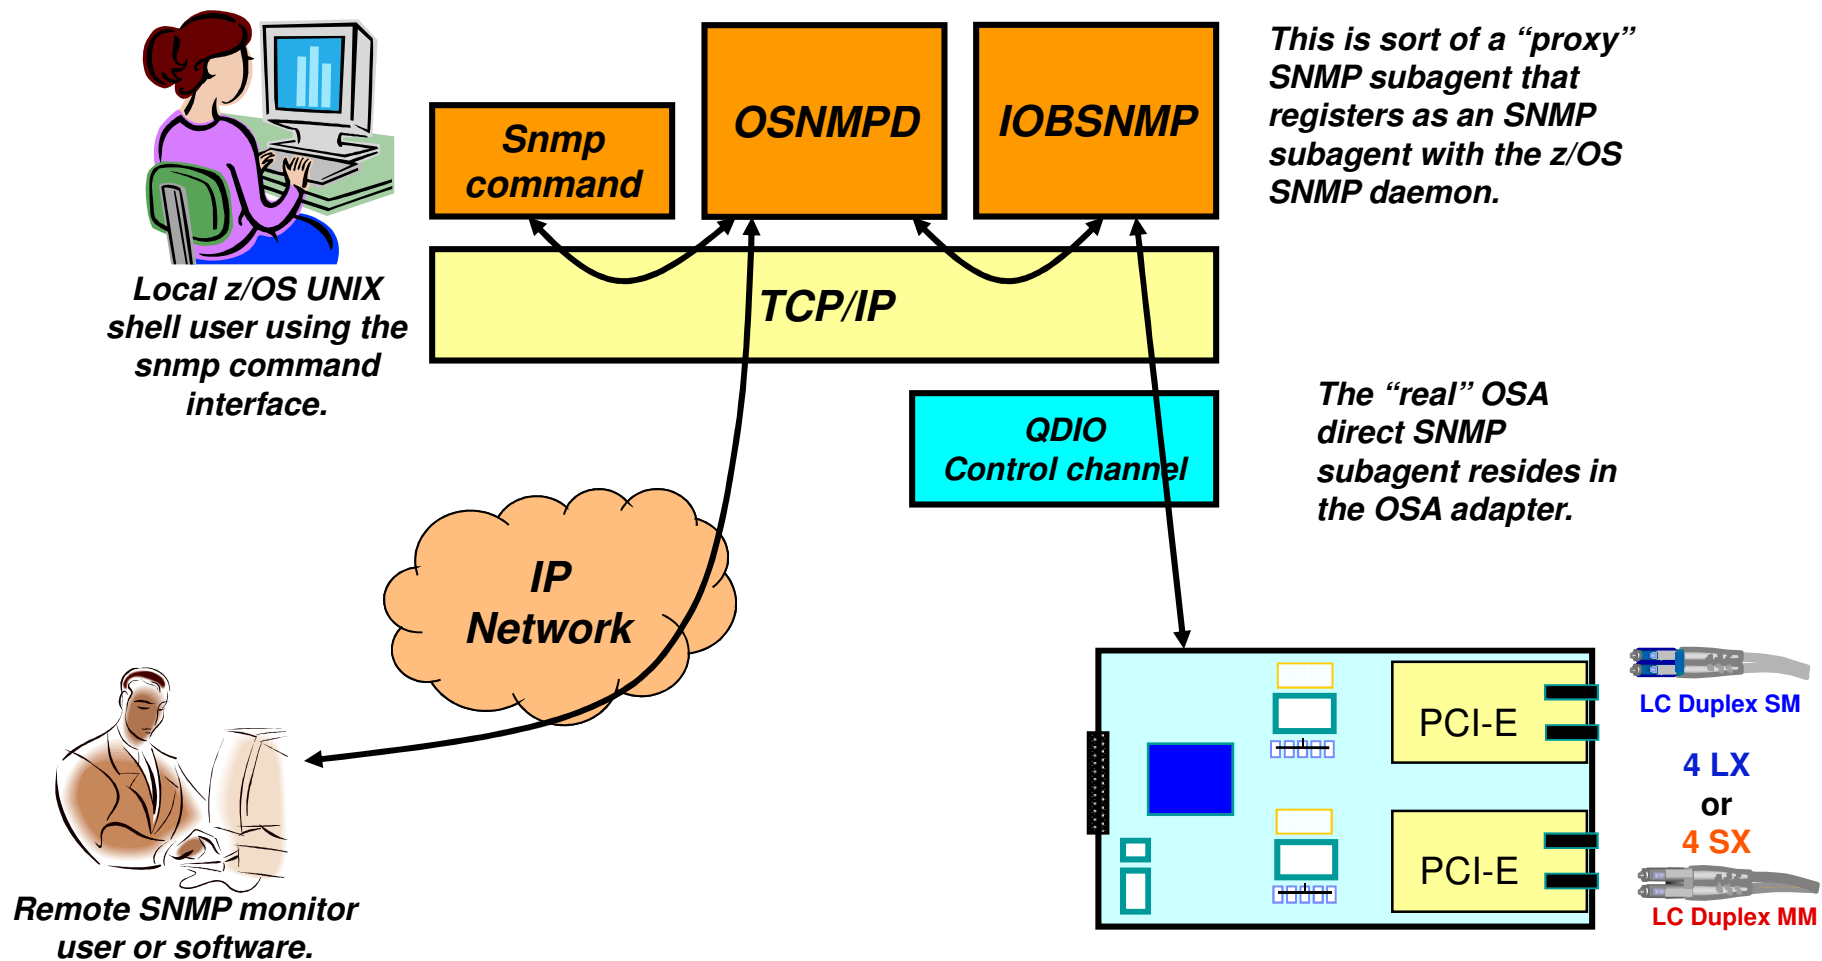 This is sort of a “proxy”
SNMP subagent that
registers as an SNMP
subagent with the z/OS
SNMP daemon.
Snmp
command
OSNMPD
IOBSNMP
Local z/OS UNIX
shell user using the
snmp command
interface.
TCP/IP
QDIO
Control channel
The “real” OSA
direct SNMP
subagent resides in
the OSA adapter.
IP
Network
PCI-E
PCI-E
LC Duplex SM
4 LX
or
4 SX
LC Duplex MM
Remote SNMP monitor
user or software.